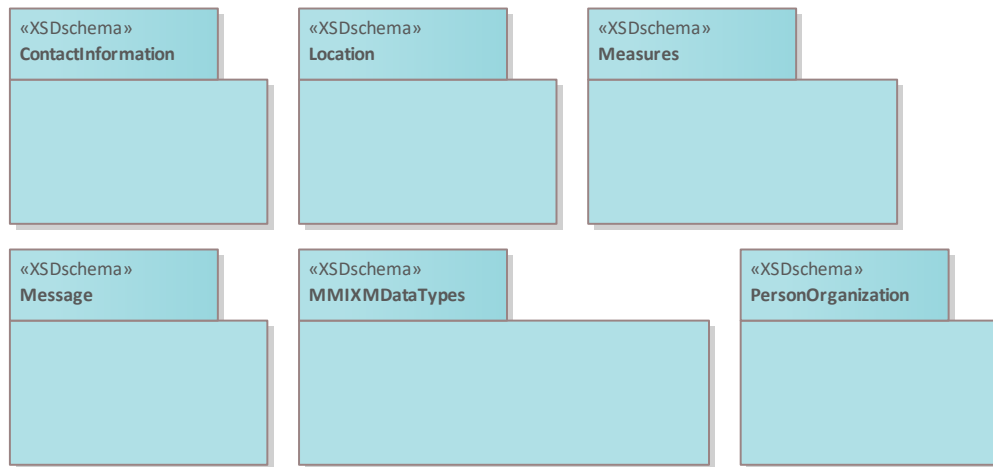 «XSDschema»
ContactInformation
«XSDschema»
Location
«XSDschema»
Measures
«XSDschema»
Message
«XSDschema»
MMIXMDataTypes
«XSDschema»
PersonOrganization